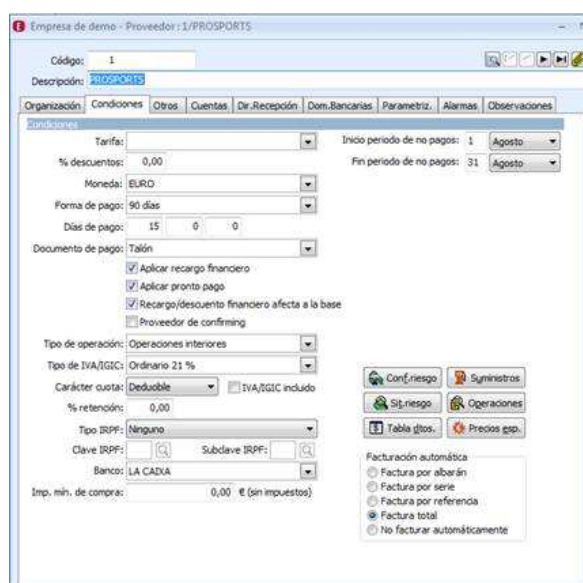 Empresa de demo - Proveedor : 1/PROSPORTS
Código: 1
Descripción: PROSPORTS
Organización Condiciones Otros Cuentas Dir.Recepción Dom.Bancarias Parametriz. Alarmas Observaciones
Condiciones
Tarifa: Inicio periodo de no pagos: 1 Agosto
% descuentos: 0,00 Fin periodo de no pagos: 31 Agosto
Moneda: EURO
Forma de pago: 90 días
Días de pago: 15 0 0
Documento de pago: Talón
Aplicar recargo financiero
Aplicar pronto pago
Recargo/descuento financiero afecta a la base
Proveedor de confirming
Tipo de operación: Operaciones interiores
Tipo de IVA/IGIC: Ordinario 21 %
Carácter cuota: Deducible IVA/IGIC incluido
% retención: 0,00
Tipo IRPF: Ninguno
Clave IRPF: Subclave IRPF:
Banco: LA CAIXA
Imp. mín. de compra: 0,00 € (sin impuestos)
Conf.riesgo Suministros
Sit.riesgo Operaciones
Tabla dtos. Precios esp.
Facturación automática
Factura por albarán
Factura por serie
Factura por referencia
Factura total
No facturar automáticamente